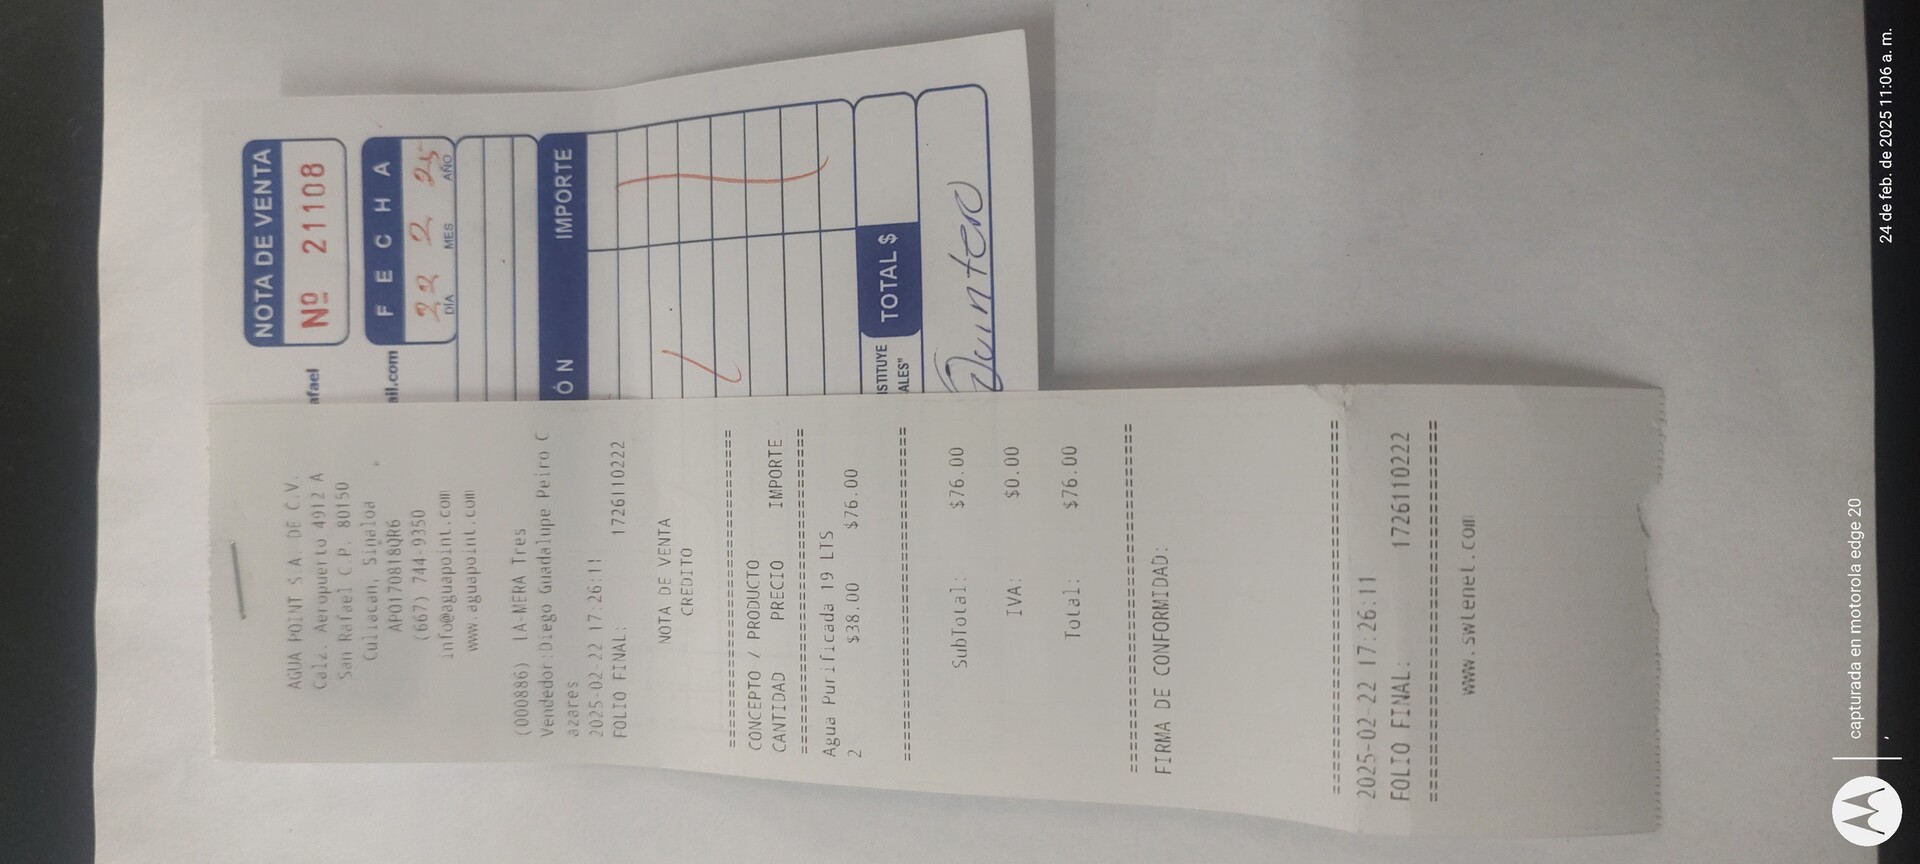 NOTA DE VENTA
Nº 21108
FECHA
22 2 25
DÍA MES AÑO
afael
ail.com
ÓN IMPORTE
STITUYE
ALES"
TOTAL $
Quintero
AGUA POINT S.A. DE C.V.
Calz. Aeropuerto 4912 A
San Rafael C.P. 80150
Culiacan, Sinaloa
APO170818QR6
(667) 744-9350
info@aguapoint.com
www.aguapoint.com
(000886) LA-MERA Tres
Vendedor:Diego Guadalupe Peiro C
azares
2025-02-22 17:26:11
FOLIO FINAL: 1726110222
NOTA DE VENTA
CREDITO
================================
CONCEPTO / PRODUCTO
CANTIDAD PRECIO IMPORTE
================================
Agua Purificada 19 LTS
2 $38.00 $76.00
================================
SubTotal: $76.00
IVA: $0.00
Total: $76.00
================================
FIRMA DE CONFORMIDAD:
================================
2025-02-22 17:26:11
FOLIO FINAL: 1726110222
================================
www.swlenet.com
capturada en motorola edge 20
24 de feb. de 2025 11:06 a. m.